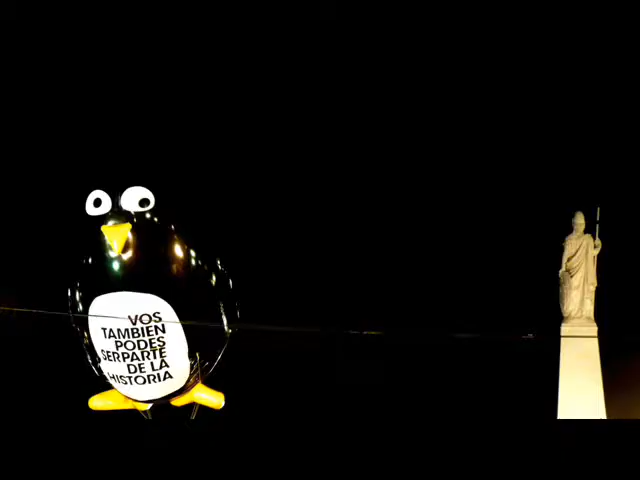 VOS
TAMBIEN
PODES
SER PARTE
DE LA
HISTORIA